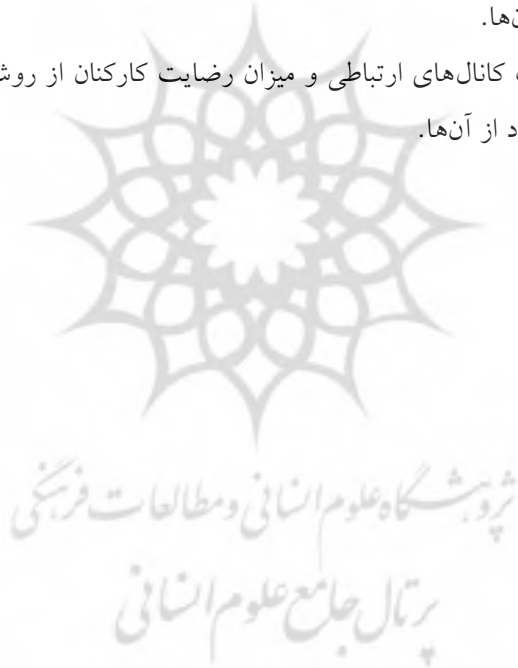 ن‌ها.
کانال‌های ارتباطی و میزان رضایت کارکنان از روش
د از آن‌ها.
پژوهشگاه علوم انسانی و مطالعات فرهنگی
پرتال جامع علوم انسانی